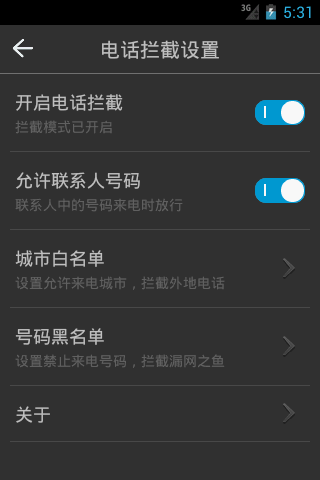 3G 5:31
电话拦截设置
开启电话拦截
拦截模式已开启
允许联系人号码
联系人中的号码来电时放行
城市白名单
设置允许来电城市，拦截外地电话
号码黑名单
设置禁止来电号码，拦截漏网之鱼
关于